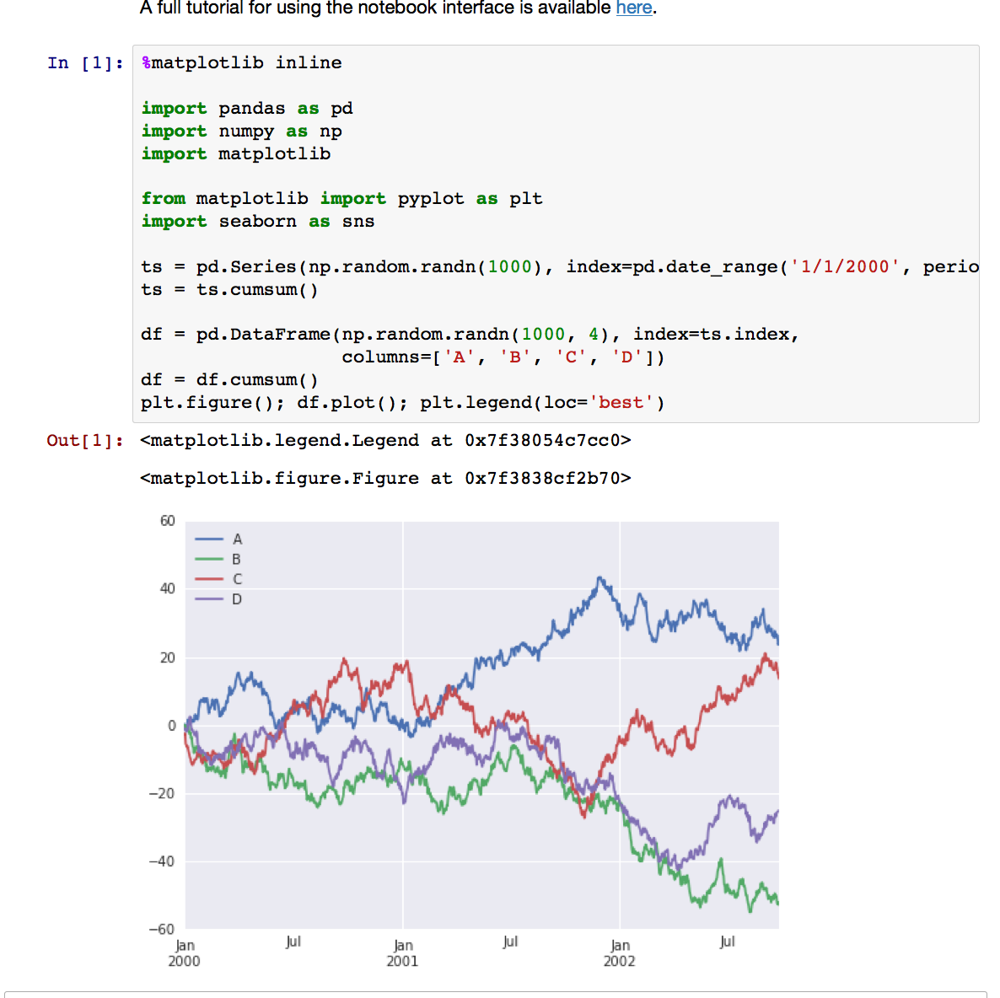 A full tutorial for using the notebook interface is available here.
In [1]: %matplotlib inline
import pandas as pd
import numpy as np
import matplotlib
from matplotlib import pyplot as plt
import seaborn as sns
ts = pd.Series(np.random.randn(1000), index=pd.date_range('1/1/2000', perio
ts = ts.cumsum()
df = pd.DataFrame(np.random.randn(1000, 4), index=ts.index,
columns=['A', 'B', 'C', 'D'])
df = df.cumsum()
plt.figure(); df.plot(); plt.legend(loc='best')
Out[1]: <matplotlib.legend.Legend at 0x7f38054c7cc0>
<matplotlib.figure.Figure at 0x7f3838cf2b70>
60
A
B
C
D
40
20
0
−20
−40
−60
Jan Jul Jan Jul Jan Jul
2000 2001 2002